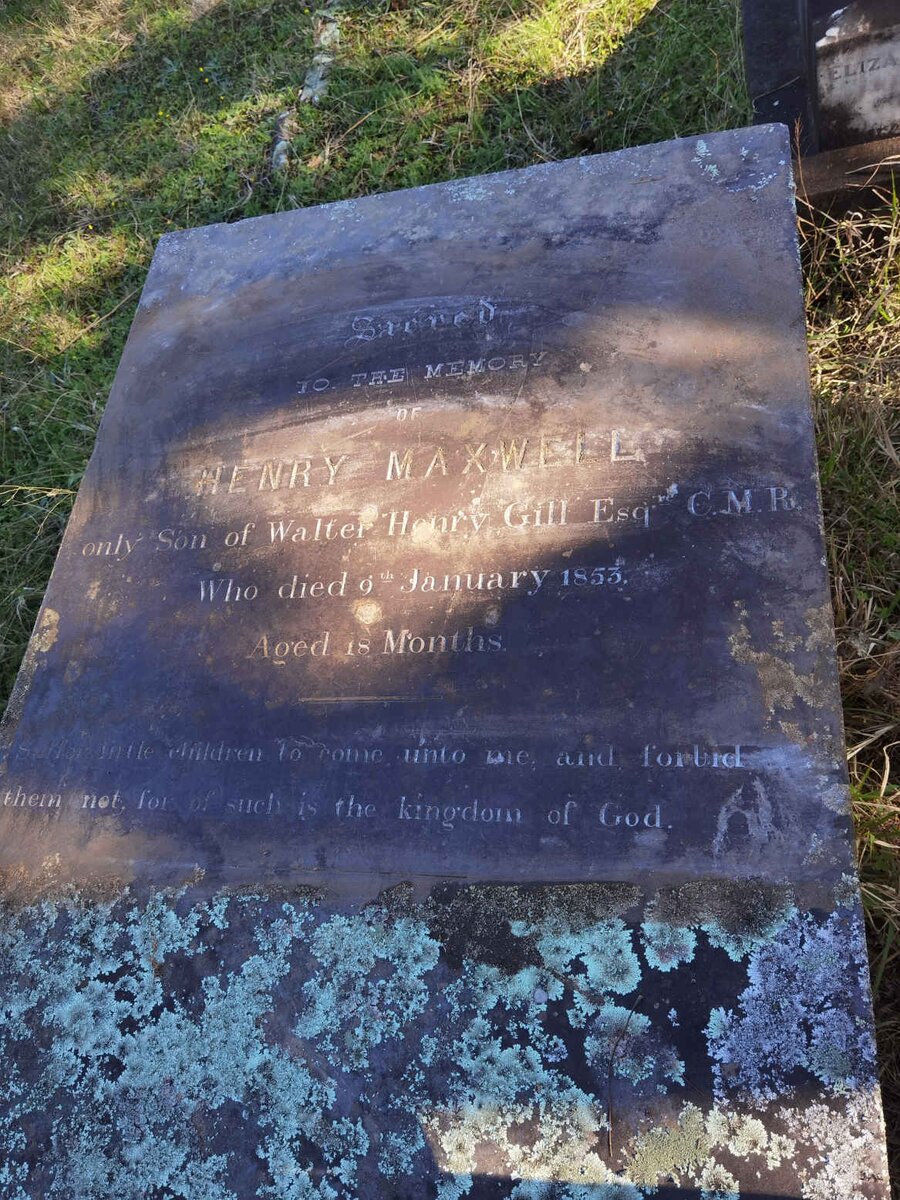 ELIZA
Sacred
TO THE MEMORY
OF
HENRY MAXWELL
only Son of Walter Henry Gill Esqr. C.M.R.
Who died 9th January 1853.
Aged 18 Months.
Suffer little children to come unto me, and forbid
them not, for of such is the kingdom of God.